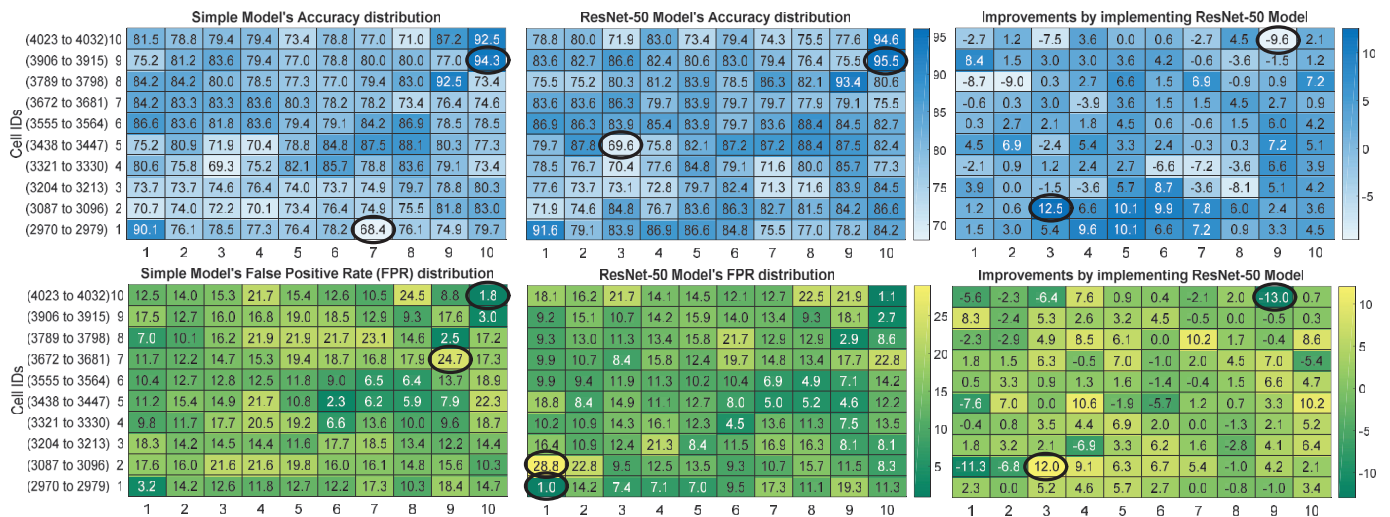 Simple Model's Accuracy distribution
Cell IDs
(4023 to 4032)10 81.5 78.8 79.4 79.4 73.4 78.8 71.0 87.2 92.5
(3906 to 3915) 9 75.2 81.2 83.6 79.4 77.0 78.8 80.0 80.0 77.0 94.3
(3789 to 3798) 8 84.2 84.2 80.0 78.5 77.3 77.0 79.4 83.0 92.5 73.4
(3672 to 3681) 7 84.2 83.3 83.6 83.6 80.3 78.2 78.2 73.4 76.4 74.6
(3555 to 3564) 6 86.6 83.6 81.8 83.6 79.4 79.1 84.2 86.9 78.5 78.5
(3438 to 3447) 5 75.2 80.9 71.9 70.4 78.8 84.8 87.5 88.1 80.3 77.3
(3321 to 3330) 4 80.6 75.8 69.3 75.2 82.1 85.7 78.8 83.6 79.1 73.4
(3204 to 3213) 3 73.7 73.7 74.6 76.4 74.0 73.7 74.9 79.7 78.8 80.3
(3087 to 3096) 2 70.7 74.0 72.2 70.1 73.4 76.4 74.9 75.5 81.8 83.0
(2970 to 2979) 1 90.1 76.1 78.5 77.3 76.4 78.2 68.4 76.1 74.9 79.7
1 2 3 4 5 6 7 8 9 10
ResNet-50 Model's Accuracy distribution
78.8 80.0 71.9 83.0 73.4 79.4 74.3 75.5 77.6 94.6
83.6 82.7 86.6 82.4 80.6 83.0 79.4 76.4 75.5 95.5
75.5 75.2 80.3 81.2 83.9 78.5 86.3 82.1 93.4 80.6
83.6 83.6 86.3 79.7 83.9 79.7 79.7 77.9 79.1 75.5
86.9 86.3 83.9 85.4 83.9 79.7 83.6 88.4 84.5 82.7
79.7 87.8 69.6 75.8 82.1 87.2 87.2 88.4 87.5 82.4
78.5 76.7 70.4 77.6 84.8 79.1 71.6 80.0 85.7 77.3
77.6 73.7 73.1 72.8 79.7 82.4 71.3 71.6 83.9 84.5
71.9 74.6 84.8 76.7 83.6 86.3 82.7 81.5 84.2 86.6
91.6 79.1 83.9 86.9 86.6 84.8 75.5 77.0 78.2 84.2
1 2 3 4 5 6 7 8 9 10
95
90
85
80
75
70
Improvements by implementing ResNet-50 Model
-2.7 1.2 -7.5 3.6 0.0 0.6 -2.7 4.5 -9.6 2.1
8.4 1.5 3.0 3.0 3.6 4.2 -0.6 -3.6 -1.5 1.2
-8.7 -9.0 0.3 2.7 6.6 1.5 6.9 -0.9 0.9 7.2
-0.6 0.3 3.0 -3.9 3.6 1.5 1.5 4.5 2.7 0.9
0.3 2.7 2.1 1.8 4.5 0.6 -0.6 1.5 6.0 4.2
4.5 6.9 -2.4 5.4 3.3 2.4 -0.3 0.3 7.2 5.1
-2.1 0.9 1.2 2.4 2.7 -6.6 -7.2 -3.6 6.6 3.9
3.9 0.0 -1.5 -3.6 5.7 8.7 -3.6 -8.1 5.1 4.2
1.2 0.6 12.5 6.6 10.1 9.9 7.8 6.0 2.4 3.6
1.5 3.0 5.4 9.6 10.1 6.6 7.2 0.9 3.3 4.5
1 2 3 4 5 6 7 8 9 10
10
5
0
-5
Simple Model's False Positive Rate (FPR) distribution
Cell IDs
(4023 to 4032)10 12.5 14.0 15.3 21.7 15.4 12.6 10.5 24.5 8.8 1.8
(3906 to 3915) 9 17.5 12.7 16.0 16.8 19.0 18.5 12.9 9.3 17.6 3.0
(3789 to 3798) 8 7.0 10.1 16.2 21.9 21.9 21.7 23.1 14.6 2.5 17.2
(3672 to 3681) 7 11.7 12.2 14.7 15.3 19.4 18.7 16.8 17.9 24.7 17.3
(3555 to 3564) 6 10.4 12.7 12.8 12.5 11.8 9.0 6.5 6.4 13.7 18.9
(3438 to 3447) 5 11.2 15.4 14.9 21.7 10.8 2.3 6.2 5.9 7.9 22.3
(3321 to 3330) 4 9.8 11.7 17.7 20.5 19.2 6.6 13.6 10.0 9.6 18.7
(3204 to 3213) 3 18.3 14.2 14.5 14.4 11.6 17.7 18.5 13.4 12.2 14.4
(3087 to 3096) 2 17.6 16.0 21.6 21.6 19.8 16.0 16.1 14.8 15.6 10.3
(2970 to 2979) 1 3.2 14.2 12.6 11.8 12.7 12.2 17.3 10.3 18.4 14.7
1 2 3 4 5 6 7 8 9 10
ResNet-50 Model's FPR distribution
18.1 16.2 21.7 14.1 14.5 12.1 12.7 22.5 21.9 1.1
9.2 15.1 10.7 14.2 15.9 14.0 13.4 9.3 18.1 2.7
9.3 13.0 11.3 13.4 15.8 21.7 12.9 12.9 2.9 8.6
9.9 10.7 8.4 15.8 12.6 19.7 14.8 13.4 17.7 22.8
9.9 9.4 11.9 11.3 10.2 10.4 6.9 4.9 7.1 14.2
18.8 8.4 14.9 11.1 12.7 8.0 5.0 5.2 4.6 12.2
10.2 10.9 14.3 16.1 12.3 4.5 13.6 11.3 7.5 13.5
16.4 10.9 12.4 21.3 8.4 11.5 16.9 16.3 8.1 8.1
28.8 22.8 9.5 12.5 13.5 9.3 10.7 15.7 11.5 8.3
1.0 14.2 7.4 7.1 7.0 9.5 17.3 11.1 19.3 11.3
1 2 3 4 5 6 7 8 9 10
25
20
15
10
5
Improvements by implementing ResNet-50 Model
-5.6 -2.3 -6.4 7.6 0.9 0.4 -2.1 2.0 -13.0 0.7
8.3 -2.4 5.3 2.6 3.2 4.5 -0.5 0.0 -0.5 0.3
-2.3 -2.9 4.9 8.5 6.1 0.0 10.2 1.7 -0.4 8.6
1.8 1.5 6.3 -0.5 7.0 -1.0 2.0 4.5 7.0 -5.4
0.5 3.3 0.9 1.3 1.6 -1.4 -0.4 1.5 6.6 4.7
-7.6 7.0 0.0 10.6 -1.9 -5.7 1.2 0.7 3.3 10.2
-0.4 0.8 3.5 4.4 6.9 2.0 0.0 -1.3 2.1 5.2
1.8 3.2 2.1 -6.9 3.3 6.2 1.6 -2.8 4.1 6.4
-11.3 -6.8 12.0 9.1 6.3 6.7 5.4 -1.0 4.2 2.1
2.3 0.0 5.2 4.6 5.7 2.7 0.0 -0.8 -1.0 3.4
1 2 3 4 5 6 7 8 9 10
10
5
0
-5
-10